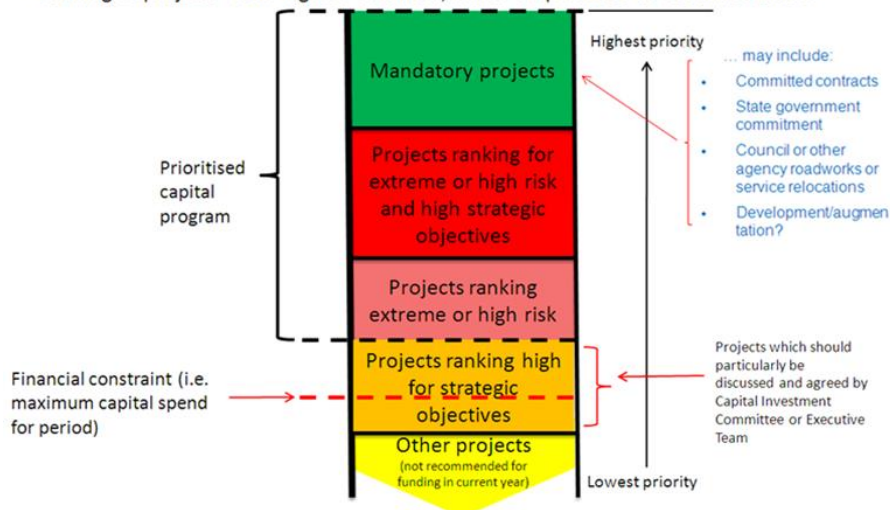 Highest priority
Mandatory projects
… may include:
• Committed contracts
• State government
commitment
• Council or other
agency roadworks or
service relocations
• Development/augmen
tation?
Prioritised
capital
program
Projects ranking for
extreme or high risk
and high strategic
objectives
Projects ranking
extreme or high risk
Projects ranking high
for strategic
objectives
Financial constraint (i.e.
maximum capital spend
for period)
Projects which should
particularly be
discussed and agreed by
Capital Investment
Committee or Executive
Team
Other projects
(not recommended for
funding in current year)
Lowest priority